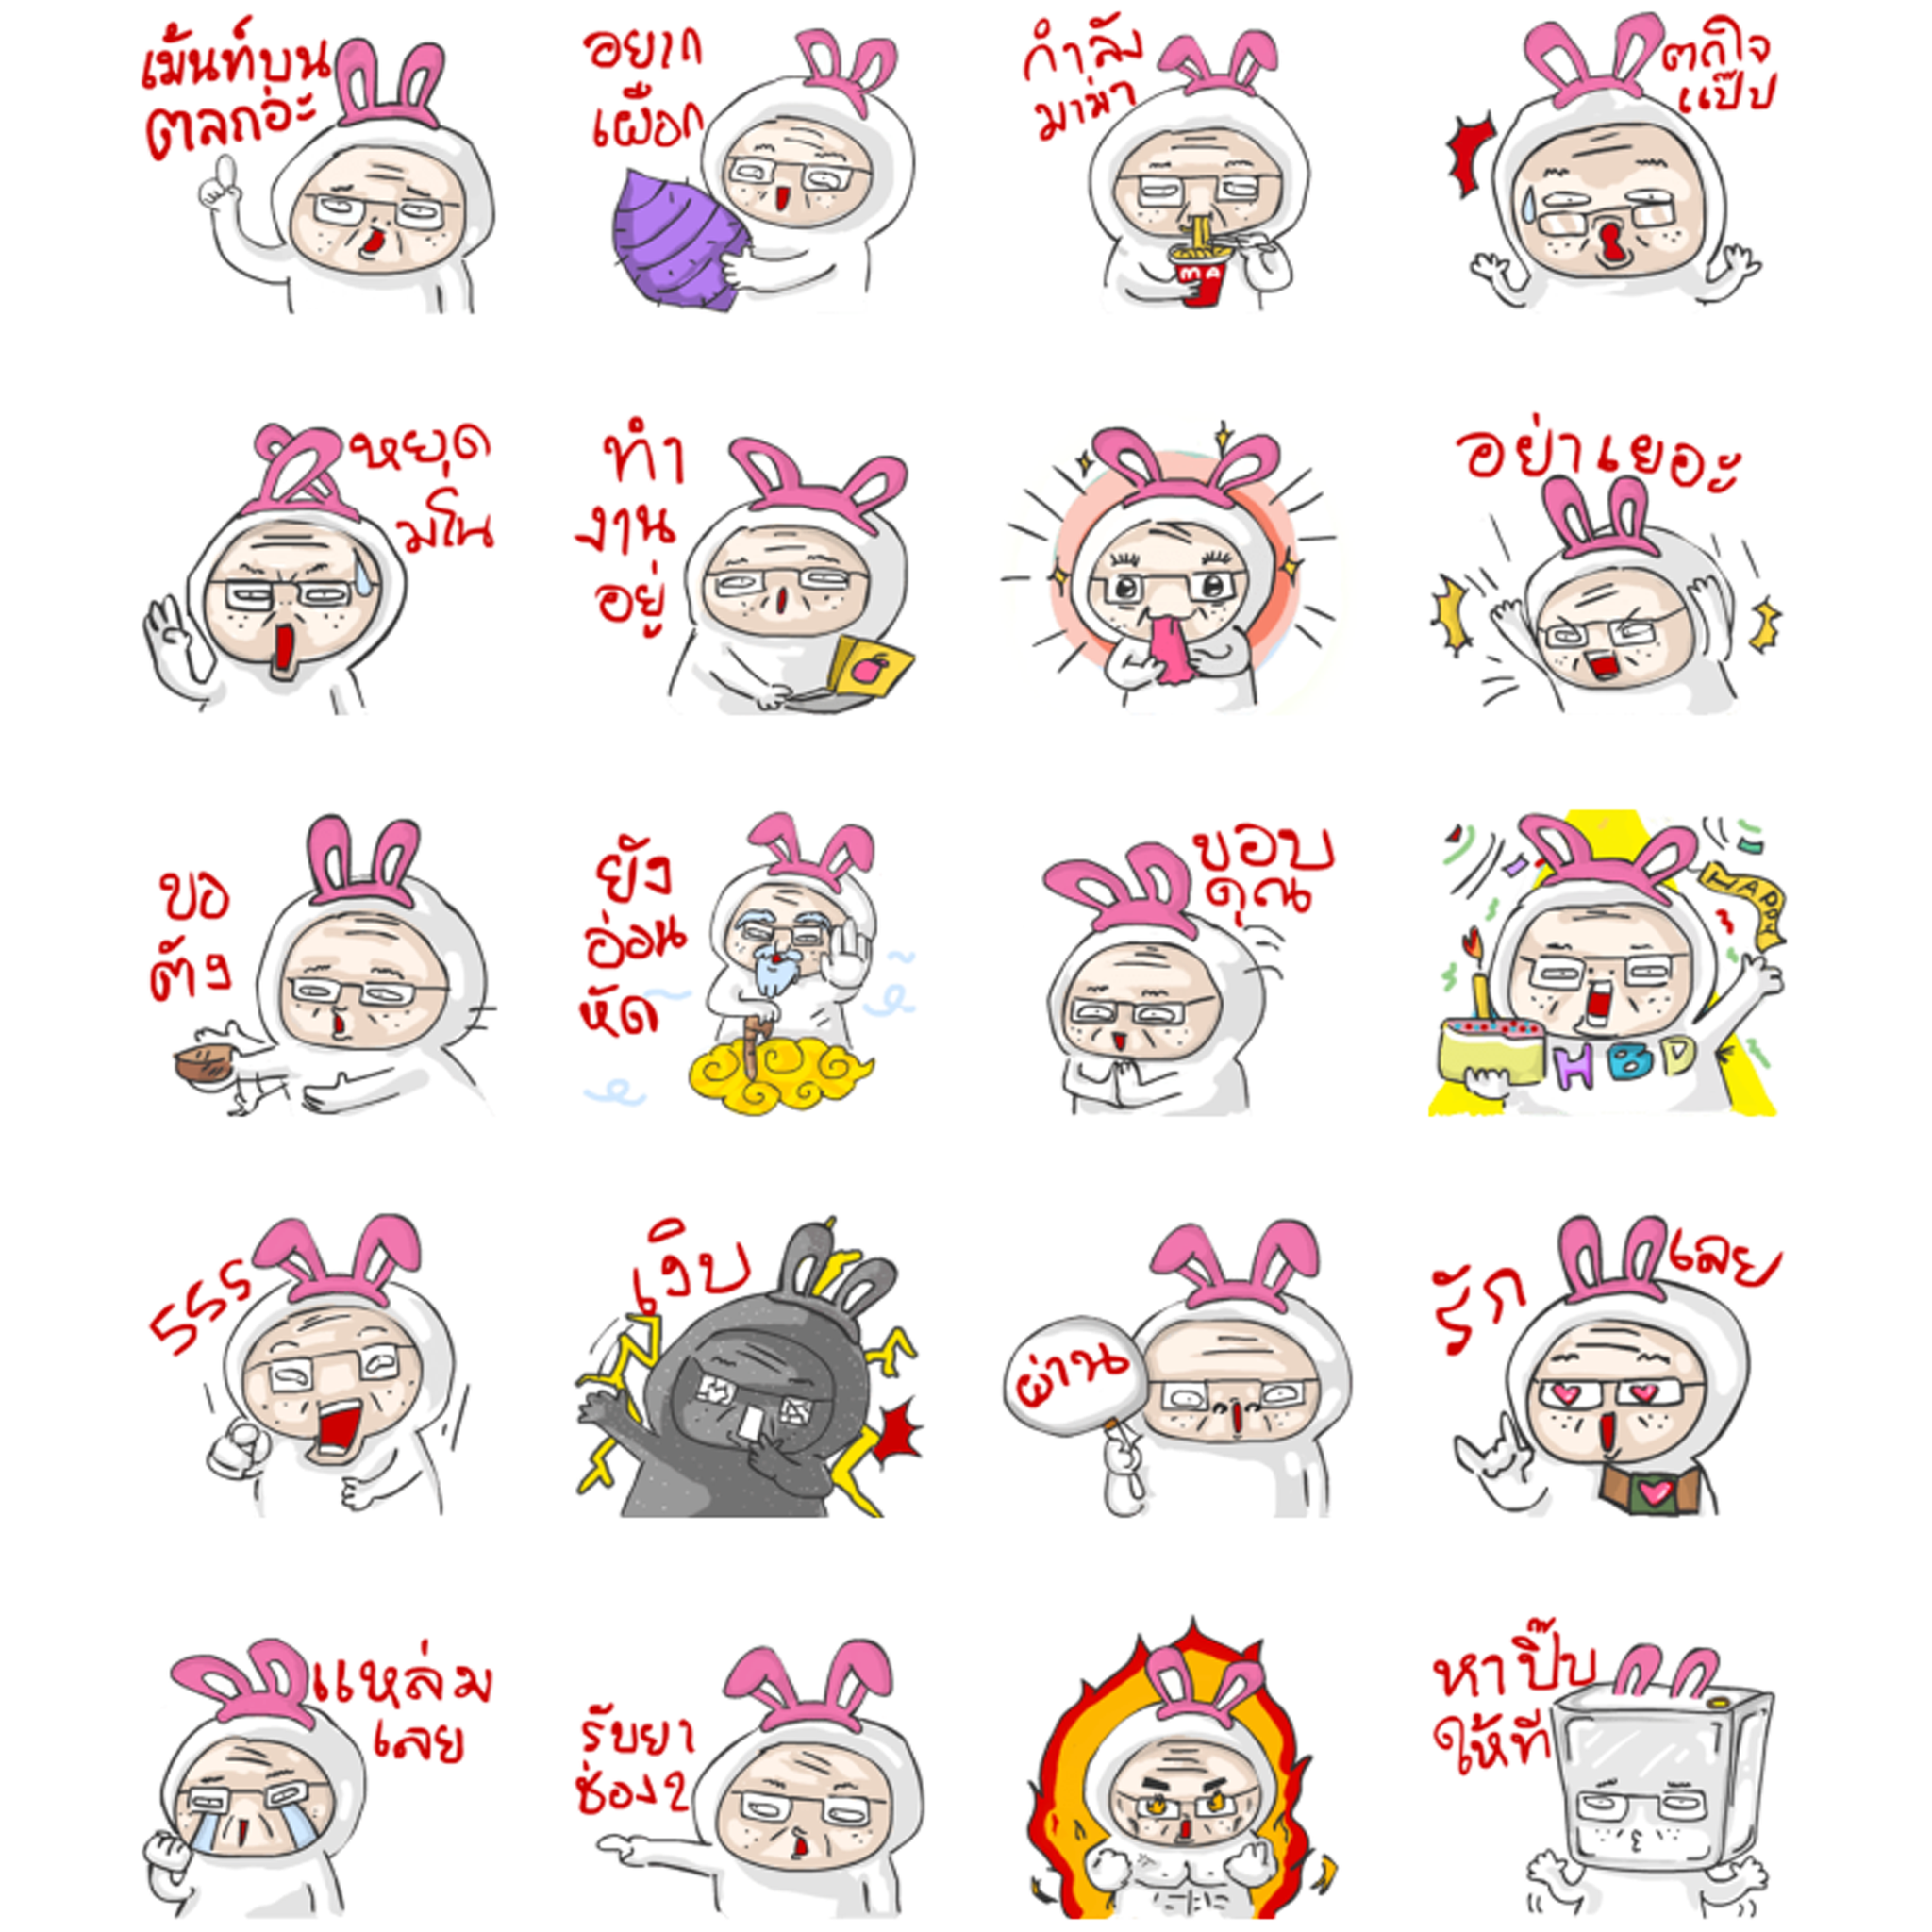 เม้นท์บน
ตลกอ่ะ
อยาก
เผือก
กำลัง
มาม่า
MA
ตกใจ
แป๊ป
หยุด
มโน
ทำ
งาน
อยู่
อย่าเยอะ
ขอ
ตัง
ยัง
อ่อน
หัด
ขอบ
คุณ
HAPPY
HBD
555
เงิบ
ผ่าน
รัก
เลย
แหล่ม
เลย
รับยา
ช่อง2
หาปี๊บ
ให้ที